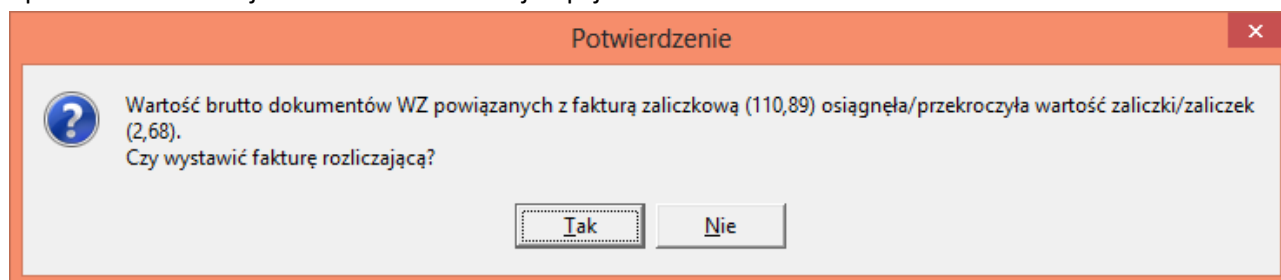 Potwierdzenie
Wartość brutto dokumentów WZ powiązanych z fakturą zaliczkową (110,89) osiągnęła/przekroczyła wartość zaliczki/zaliczek
(2,68).
Czy wystawić fakturę rozliczającą?
Tak
Nie